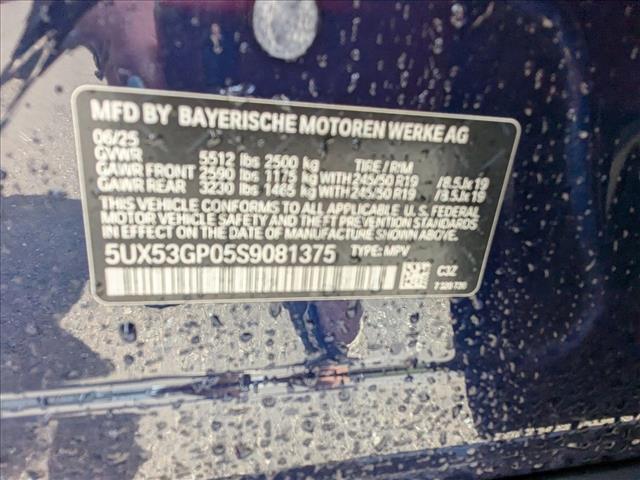 MFD BY BAYERISCHE MOTOREN WERKE AG
06/25
GVWR 5512 lbs 2500 kg TIRE / RIM
GAWR FRONT 2590 lbs 1175 kg WITH 245/50 R19 /8.5Jx19
GAWR REAR 3230 lbs 1465 kg WITH 245/50 R19 /8.5Jx19
THIS VEHICLE CONFORMS TO ALL APPLICABLE U. S. FEDERAL
MOTOR VEHICLE SAFETY AND THEFT PREVENTION STANDARDS
IN EFFECT ON THE DATE OF MANUFACTURE SHOWN ABOVE.
5UX53GP05S9081375 TYPE: MPV
C3Z